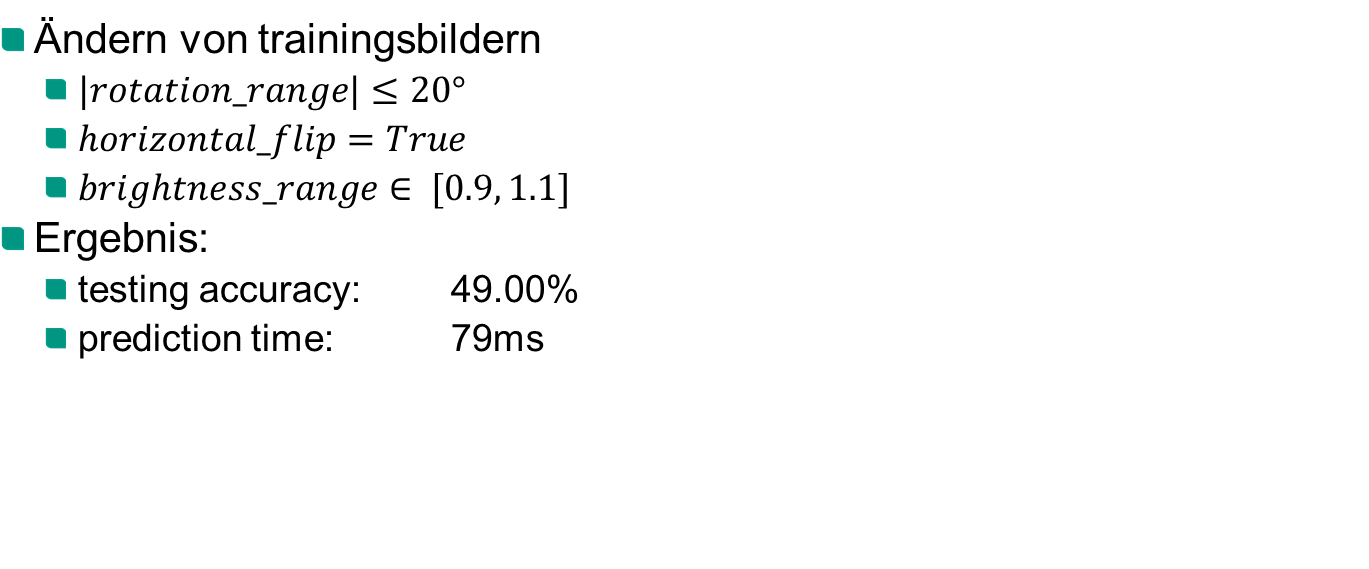 Ändern von trainingsbildern
|rotation_range| ≤ 20°
horizontal_flip = True
brightness_range ∈ [0.9, 1.1]
Ergebnis:
testing accuracy: 49.00%
prediction time: 79ms